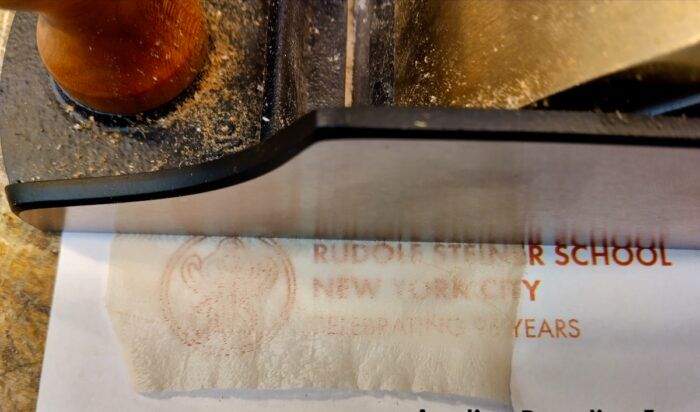 RUDOLF STEINER SCHOOL
NEW YORK CITY
CELEBRATING YEARS